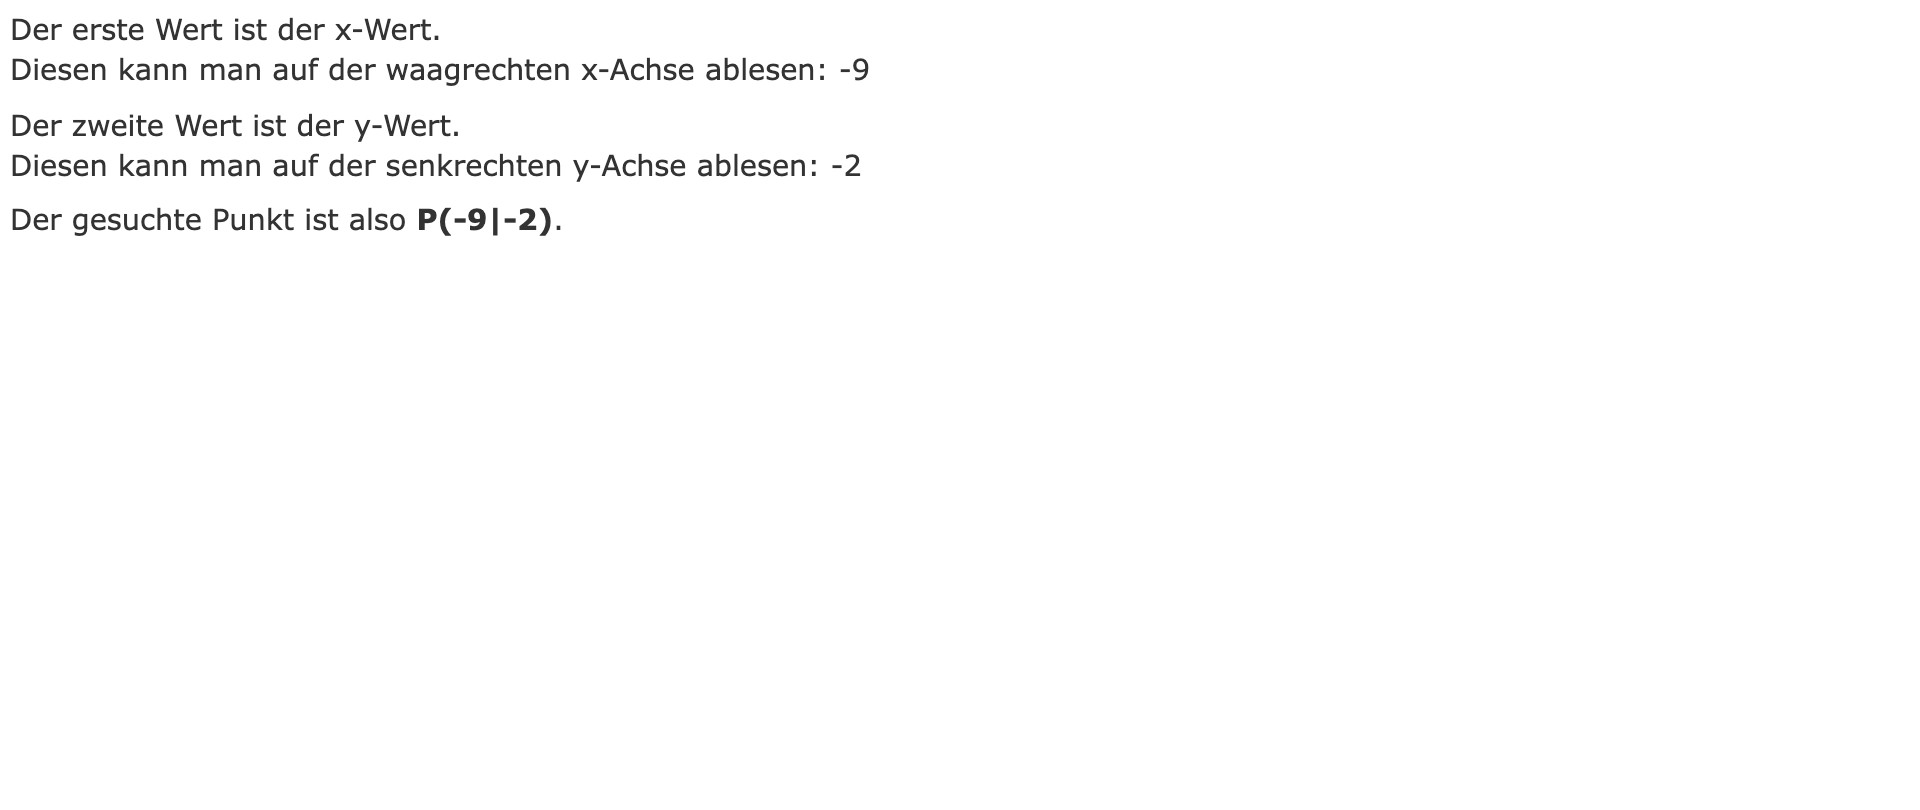 Der erste Wert ist der x-Wert.
Diesen kann man auf der waagrechten x-Achse ablesen: -9
Der zweite Wert ist der y-Wert.
Diesen kann man auf der senkrechten y-Achse ablesen: -2
Der gesuchte Punkt ist also P(-9|-2).